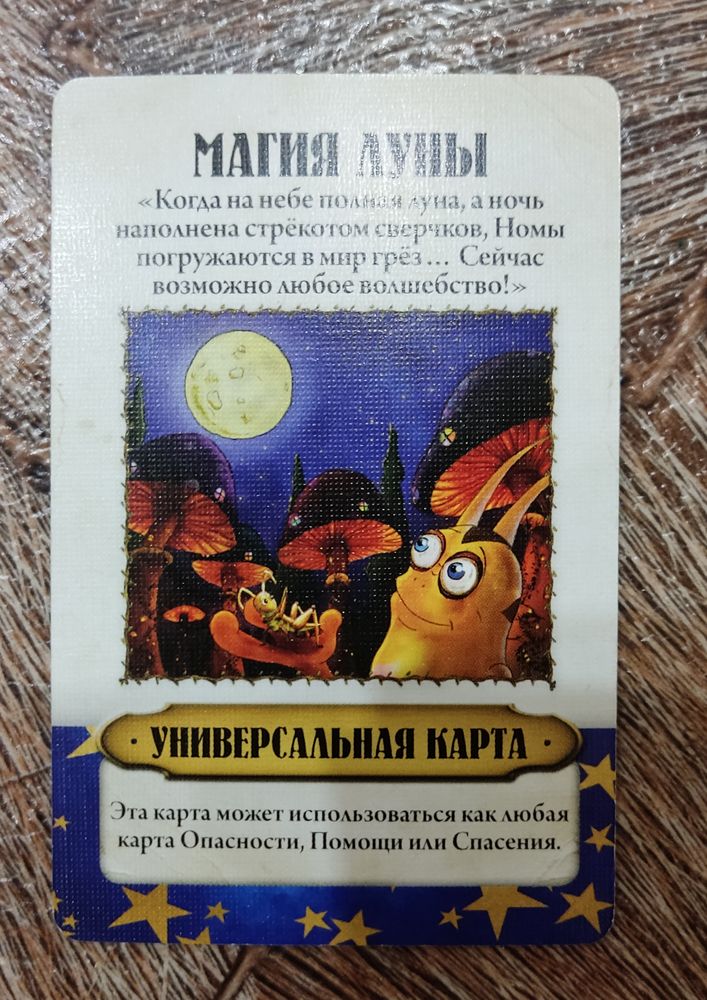 МАГИЯ ЛУНЫ
«Когда на небе полная луна, а ночь
наполнена стрёкотом сверчков, Номы
погружаются в мир грёз... Сейчас
возможно любое волшебство!»
· УНИВЕРСАЛЬНАЯ КАРТА ·
Эта карта может использоваться как любая
карта Опасности, Помощи или Спасения.